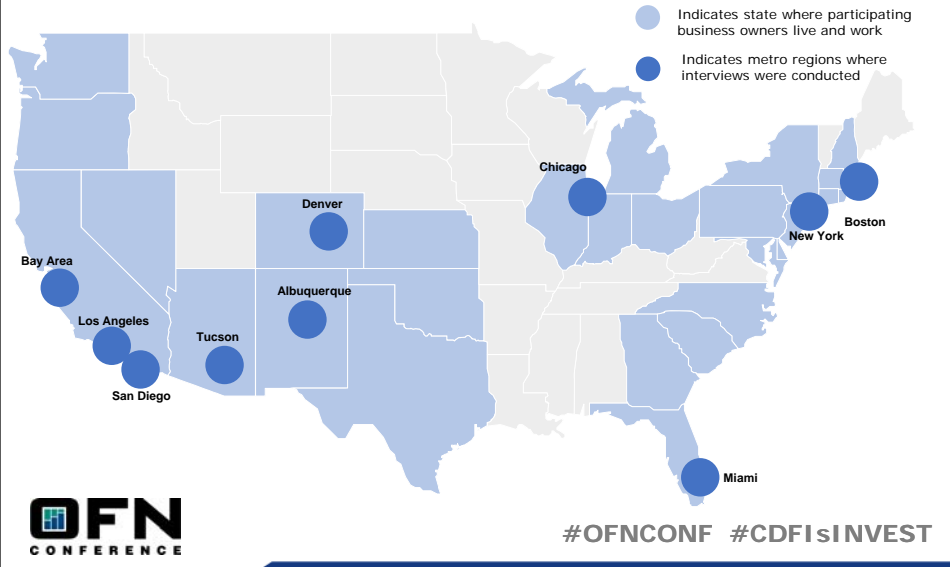 Indicates state where participating
business owners live and work
Indicates metro regions where
interviews were conducted
Chicago
Denver
Boston
New York
Bay Area
Albuquerque
Los Angeles
Tucson
San Diego
Miami
OFN
CONFERENCE
#OFNCONF #CDFIsINVEST